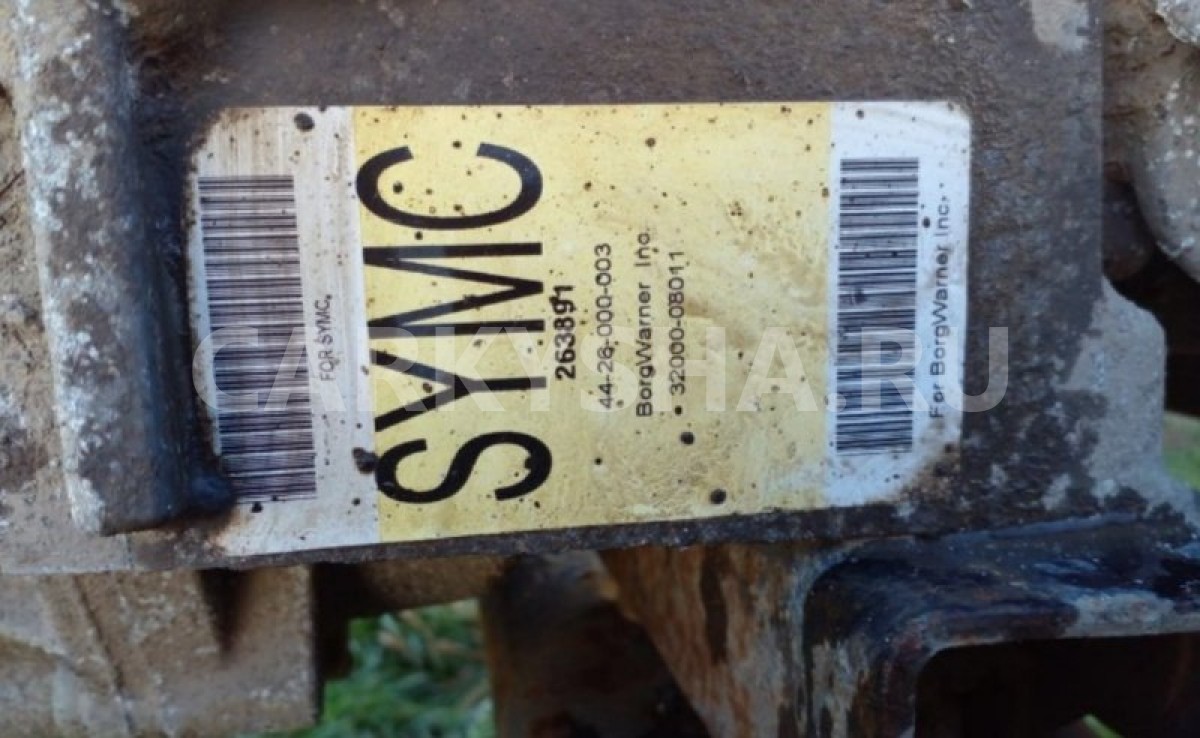 FOR SYMC.
SYMC
263891
44-26-000-003
BorgWarner Inc.
32000-08011
For BorgWarner Inc.
CARKYSHA.RU